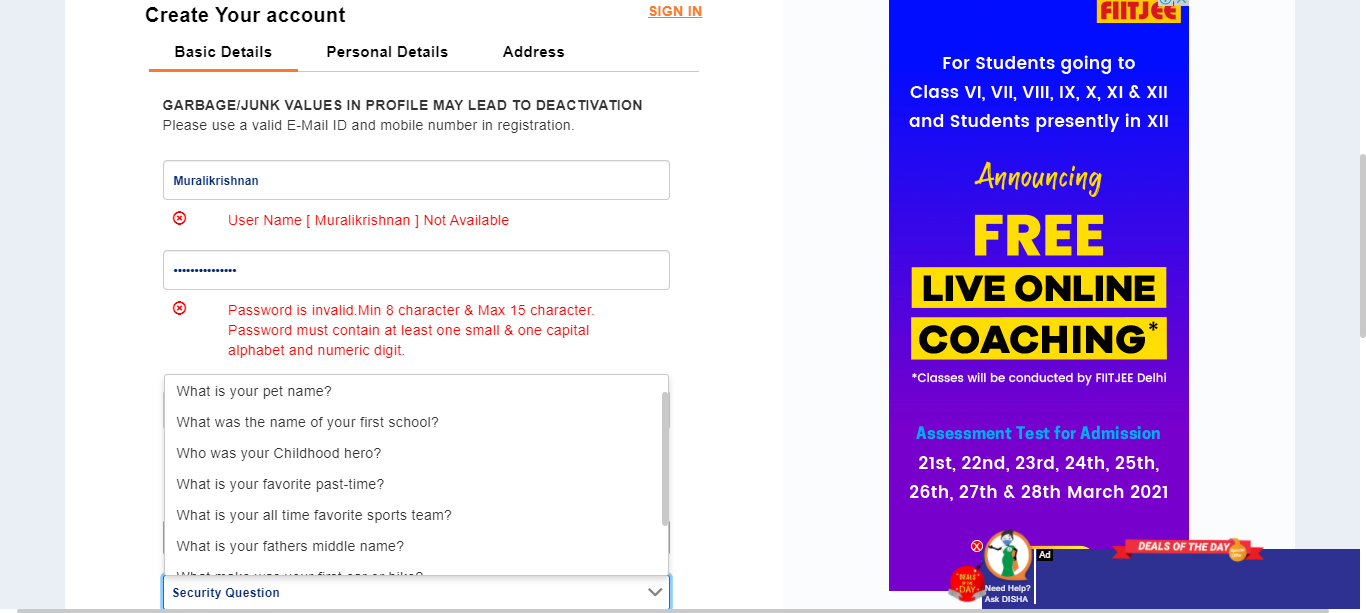 Create Your account
SIGN IN
Basic Details
Personal Details
Address
GARBAGE/JUNK VALUES IN PROFILE MAY LEAD TO DEACTIVATION
Please use a valid E-Mail ID and mobile number in registration.
Muralikrishnan
User Name [ Muralikrishnan ] Not Available
•••••••••••••••
Password is invalid.Min 8 character & Max 15 character.
Password must contain at least one small & one capital
alphabet and numeric digit.
What is your pet name?
What was the name of your first school?
Who was your Childhood hero?
What is your favorite past-time?
What is your all time favorite sports team?
What is your fathers middle name?
What make was your first car or bike?
Security Question
FIITJEE
For Students going to
Class VI, VII, VIII, IX, X, XI & XII
and Students presently in XII
Announcing
FREE
LIVE ONLINE
COACHING*
*Classes will be conducted by FIITJEE Delhi
Assessment Test for Admission
21st, 22nd, 23rd, 24th, 25th,
26th, 27th & 28th March 2021
Need Help?
Ask DISHA
Ad
DEALS OF THE DAY
DEALS
OF THE
DAY